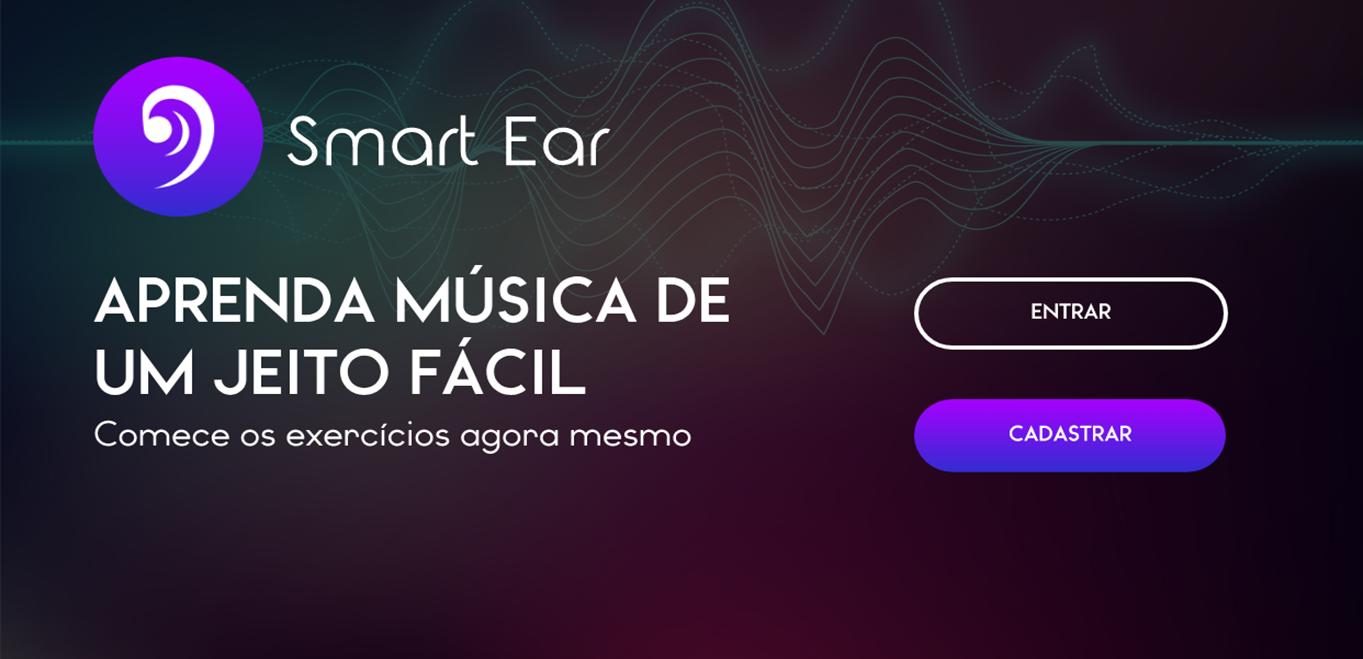 Smart Ear
APRENDA MÚSICA DE
UM JEITO FÁCIL
Comece os exercícios agora mesmo
ENTRAR
CADASTRAR